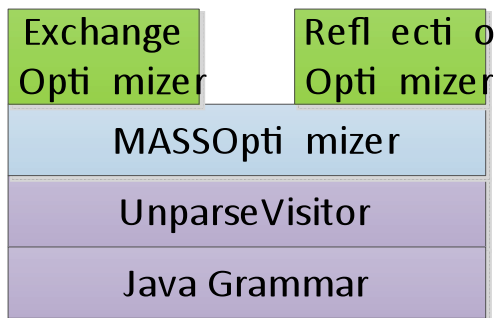 Exchange
Optimizer
Reflectio
Optimizer
MASSOptimizer
UnparseVisitor
Java Grammar